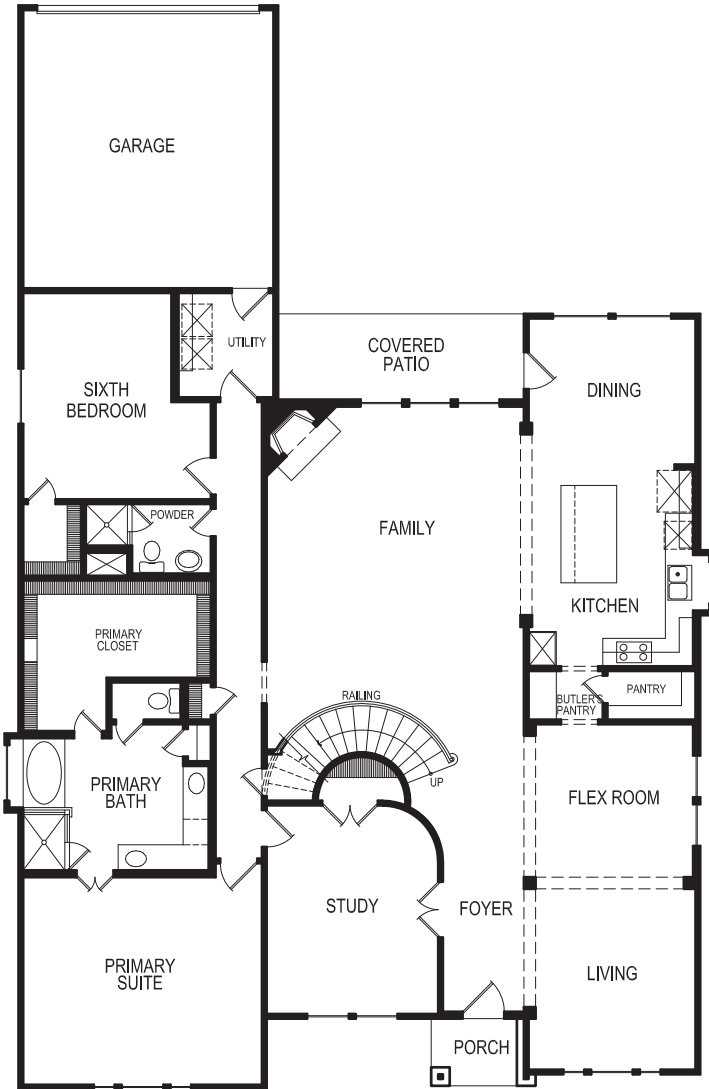 GARAGE
UTILITY
COVERED
PATIO
DINING
SIXTH
BEDROOM
POWDER
FAMILY
KITCHEN
PRIMARY
CLOSET
RAILING
BUTLER'S
PANTRY
PANTRY
UP
PRIMARY
BATH
FLEX ROOM
STUDY
FOYER
PRIMARY
SUITE
LIVING
PORCH